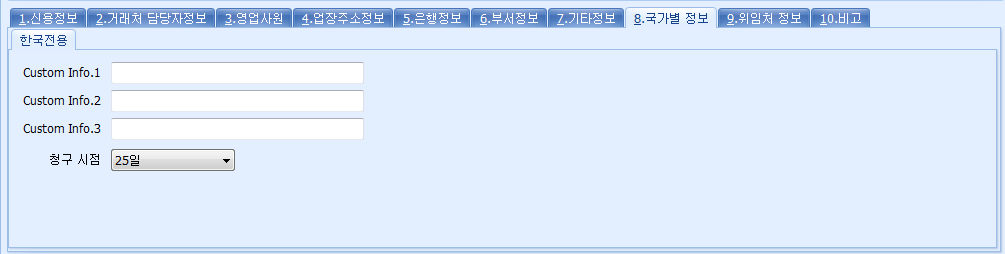 1.신용정보 2.거래처 담당자정보 3.영업사원 4.업장주소정보 5.은행정보 6.부서정보 7.기타정보 8.국가별 정보 9.위임처 정보 10.비고
한국전용
Custom Info.1
Custom Info.2
Custom Info.3
청구 시점 25일